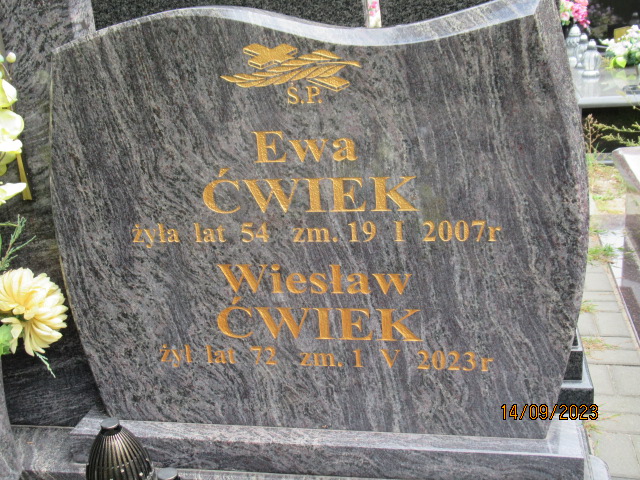 Ś.P.
Ewa
ĆWIEK
żyła lat 54 zm. 19 I 2007r
Wiesław
ĆWIEK
żył lat 72 zm. 1 V 2023r
14/09/2023